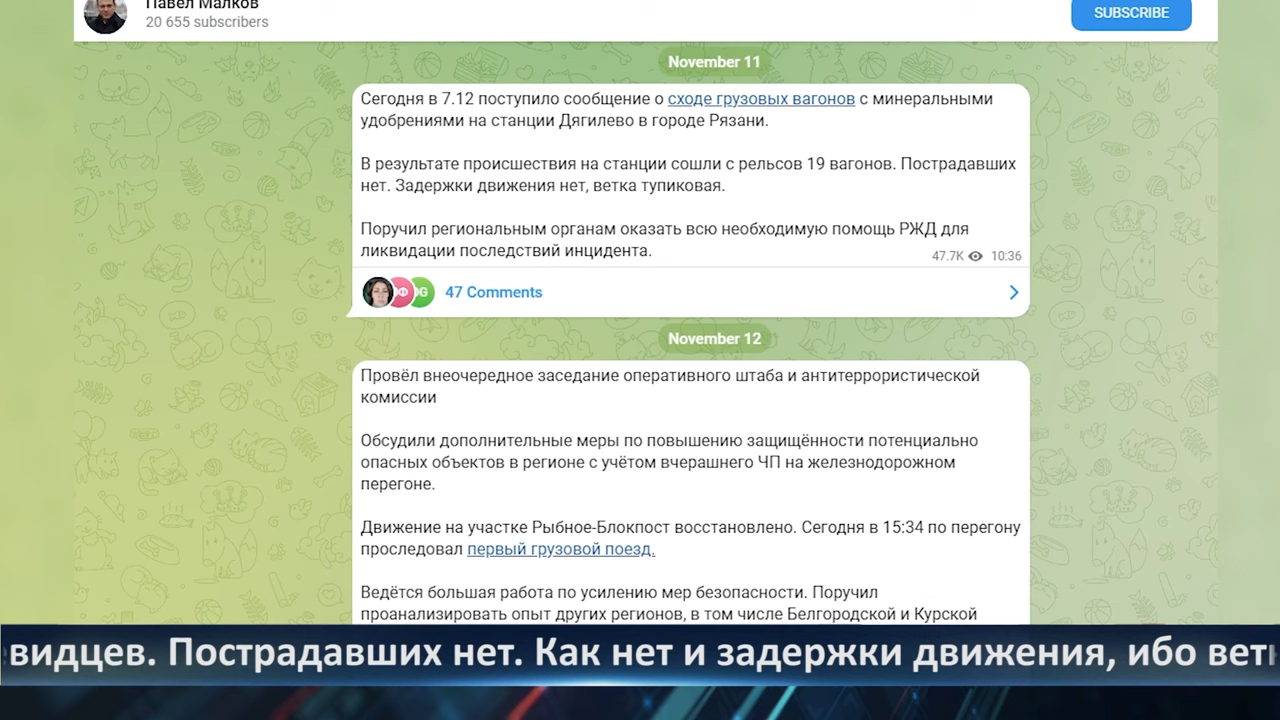 Павел Малков
20 655 subscribers
SUBSCRIBE
November 11
Сегодня в 7.12 поступило сообщение о сходе грузовых вагонов с минеральными
удобрениями на станции Дягилево в городе Рязани.
В результате происшествия на станции сошли с рельсов 19 вагонов. Пострадавших
нет. Задержки движения нет, ветка тупиковая.
Поручил региональным органам оказать всю необходимую помощь РЖД для
ликвидации последствий инцидента.
47.7K 10:36
47 Comments
November 12
Провёл внеочередное заседание оперативного штаба и антитеррористической
комиссии
Обсудили дополнительные меры по повышению защищённости потенциально
опасных объектов в регионе с учётом вчерашнего ЧП на железнодорожном
перегоне.
Движение на участке Рыбное-Блокпост восстановлено. Сегодня в 15:34 по перегону
проследовал первый грузовой поезд.
Ведётся большая работа по усилению мер безопасности. Поручил
проанализировать опыт других регионов, в том числе Белгородской и Курской
видцев. Пострадавших нет. Как нет и задержки движения, ибо